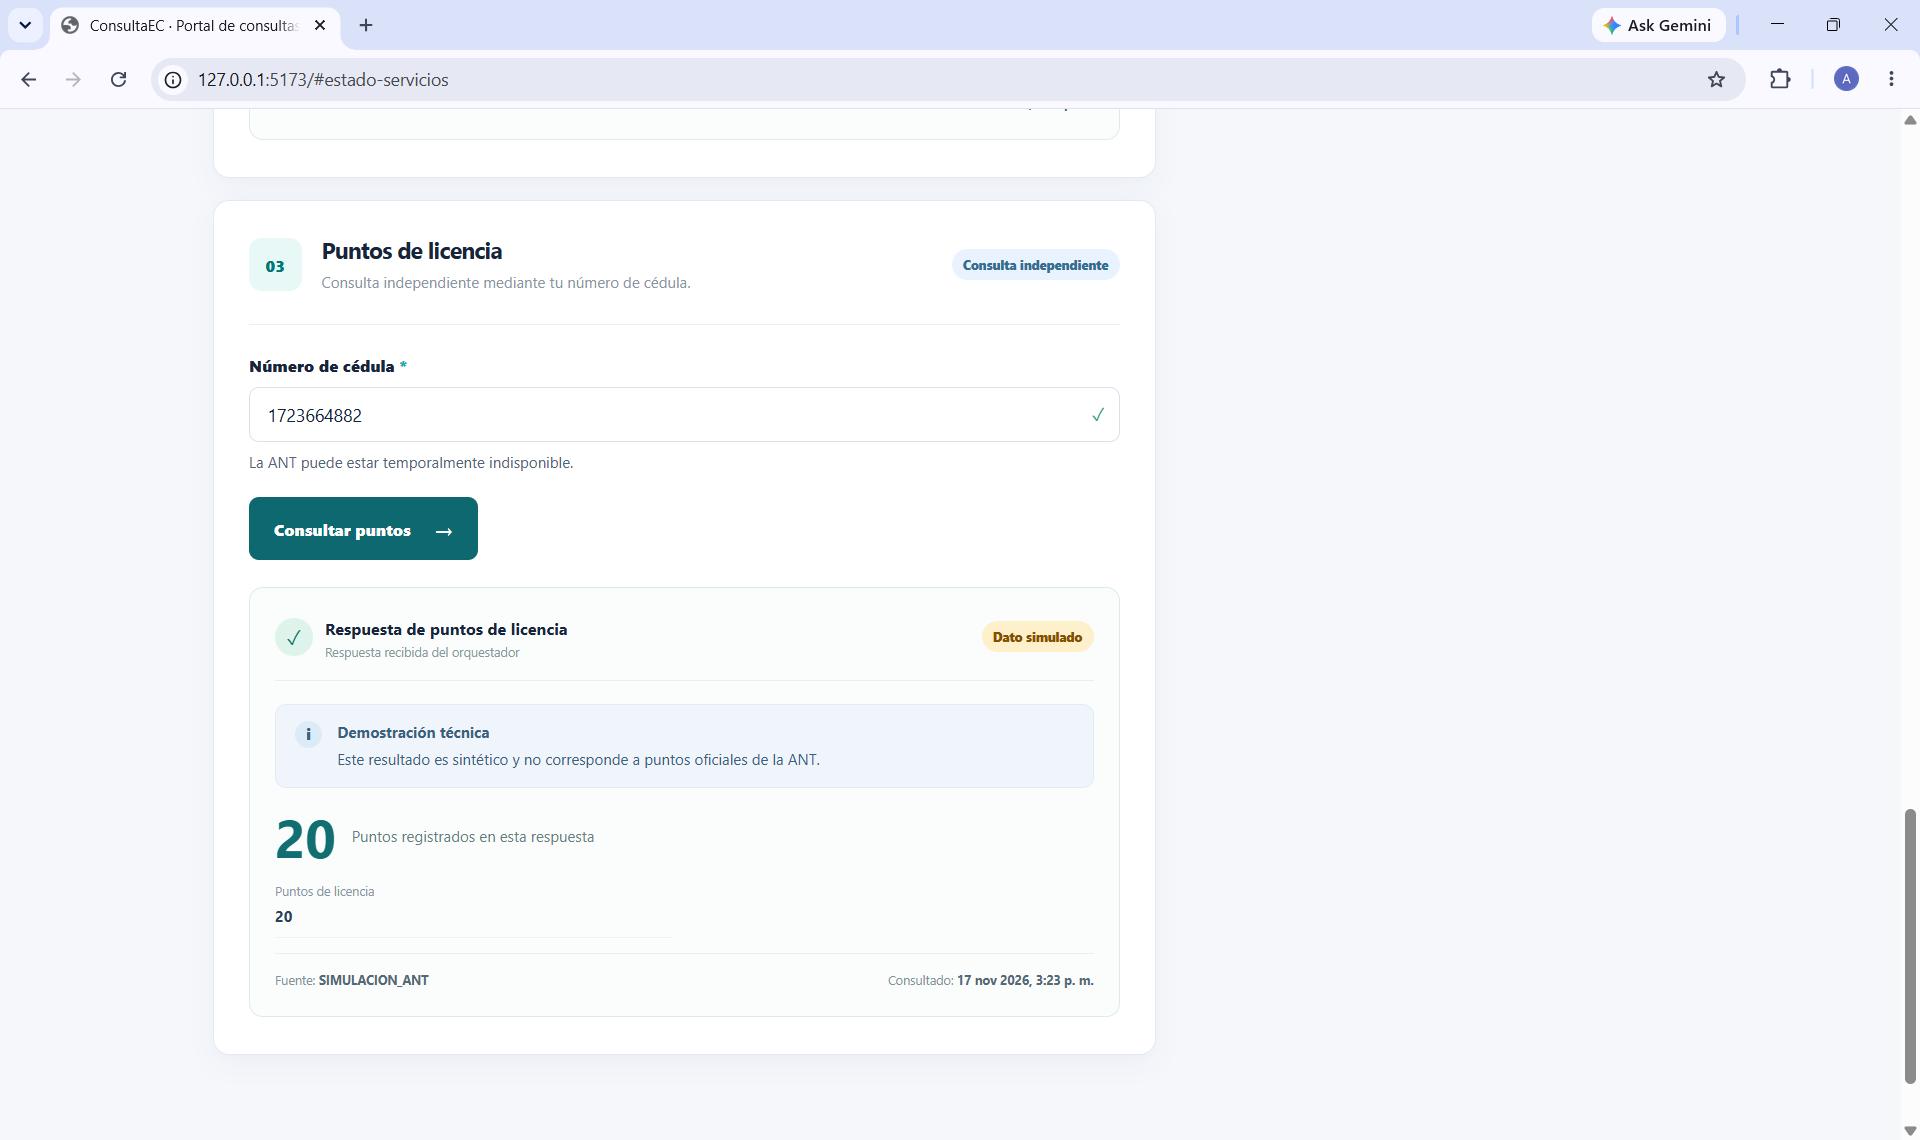 ConsultaEC · Portal de consultas
Ask Gemini
127.0.0.1:5173/#estado-servicios
A
03
Puntos de licencia
Consulta independiente mediante tu número de cédula.
Consulta independiente
Número de cédula *
1723664882
La ANT puede estar temporalmente indisponible.
Consultar puntos →
Respuesta de puntos de licencia
Respuesta recibida del orquestador
Dato simulado
i
Demostración técnica
Este resultado es sintético y no corresponde a puntos oficiales de la ANT.
20 Puntos registrados en esta respuesta
Puntos de licencia
20
Fuente: SIMULACION_ANT
Consultado: 17 nov 2026, 3:23 p. m.